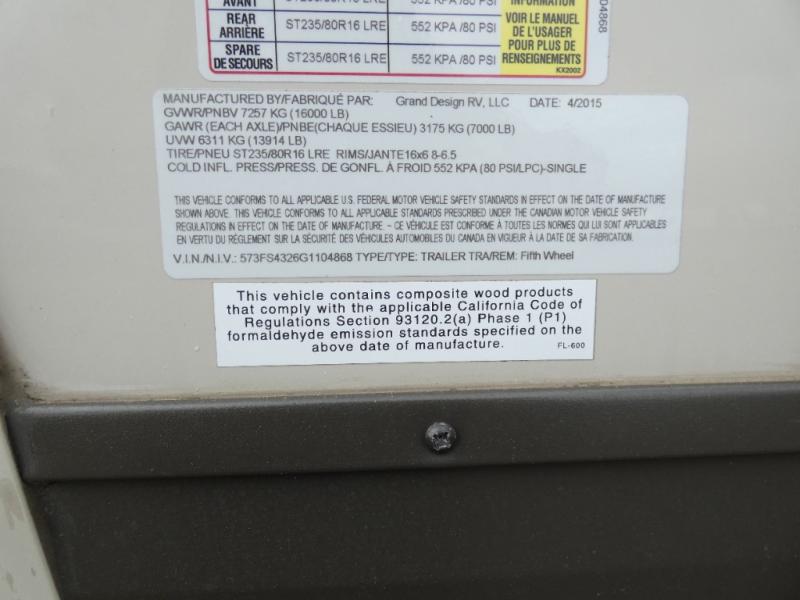 AVANT ST235/80R16 LRE 552 KPA /80 PSI INFORMATION
REAR
ARRIÈRE ST235/80R16 LRE 552 KPA /80 PSI
SPARE
DE SECOURS ST235/80R16 LRE 552 KPA /80 PSI
VOIR LE MANUEL
DE L'USAGER
POUR PLUS DE
RENSEIGNEMENTS
KX2002
04868
MANUFACTURED BY/FABRIQUÉ PAR: Grand Design RV, LLC DATE: 4/2015
GVWR/PNBV 7257 KG (16000 LB)
GAWR (EACH AXLE)/PNBE(CHAQUE ESSIEU) 3175 KG (7000 LB)
UVW 6311 KG (13914 LB)
TIRE/PNEU ST235/80R16 LRE RIMS/JANTE16x6 8-6.5
COLD INFL. PRESS/PRESS. DE GONFL. À FROID 552 KPA (80 PSI/LPC)-SINGLE
THIS VEHICLE CONFORMS TO ALL APPLICABLE U.S. FEDERAL MOTOR VEHICLE SAFETY STANDARDS IN EFFECT ON THE DATE OF MANUFACTURE
SHOWN ABOVE. THIS VEHICLE CONFORMS TO ALL APPLICABLE STANDARDS PRESCRIBED UNDER THE CANADIAN MOTOR VEHICLE SAFETY
REGULATIONS IN EFFECT ON THE DATE OF MANUFACTURE. - CE VÉHICULE EST CONFORME À TOUTES LES NORMES QUI LUI SONT APPLICABLES
EN VERTU DU RÉGLEMENT SUR LA SÉCURITÉ DES VÉHICULES AUTOMOBILES DU CANADA EN VIGUEUR À LA DATE DE SA FABRICATION.
V.I.N./N.I.V.: 573FS4326G1104868 TYPE/TYPE: TRAILER TRA/REM: Fifth Wheel
This vehicle contains composite wood products
that comply with the applicable California Code of
Regulations Section 93120.2(a) Phase 1 (P1)
formaldehyde emission standards specified on the
above date of manufacture. FL-600